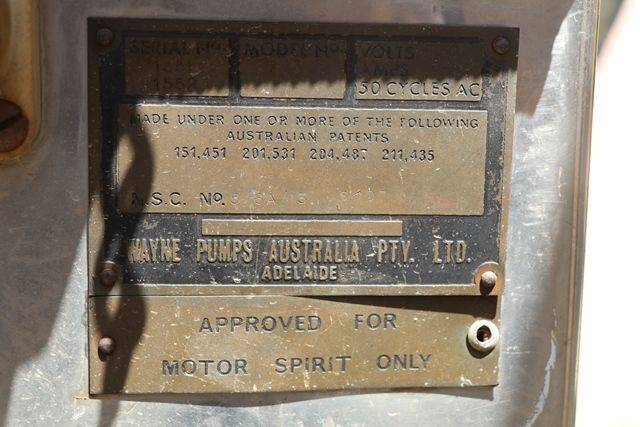 SERIAL No. MODEL No. VOLTS
AMPS
50 CYCLES AC
MADE UNDER ONE OR MORE OF THE FOLLOWING
AUSTRALIAN PATENTS
151,451 201,531 204,487 211,435
M.S.C. No.
WAYNE PUMPS AUSTRALIA PTY. LTD.
ADELAIDE
APPROVED FOR
MOTOR SPIRIT ONLY